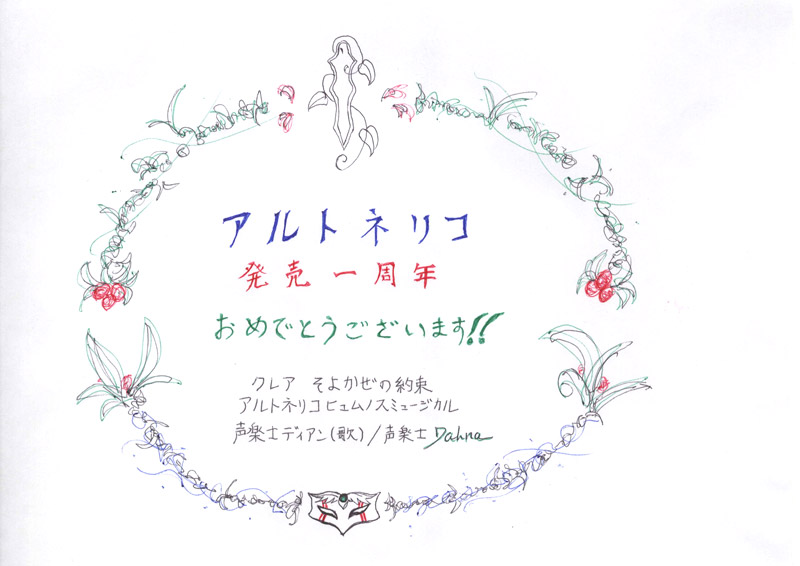 アルトネリコ
発売一周年
おめでとうございます!!
クレア そよかぜの約束
アルトネリコヒュムノスミュージカル
声楽士ディアン(歌)/声楽士Dahna